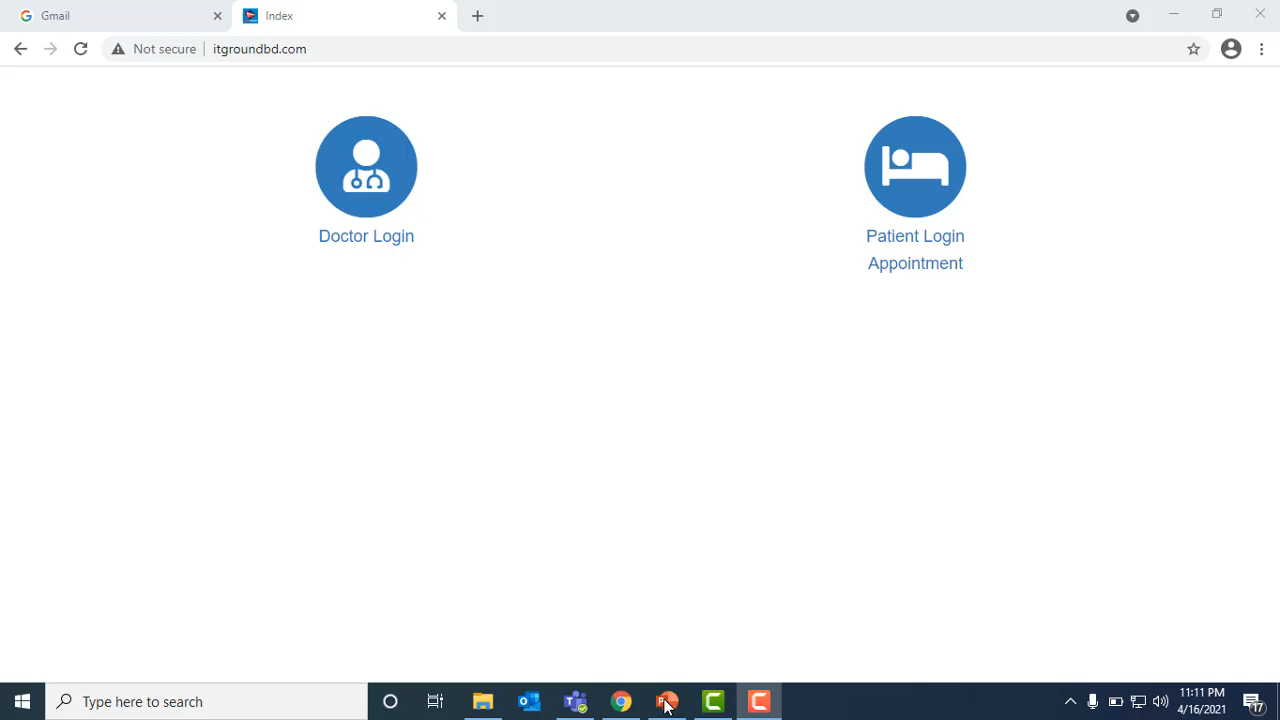 Gmail
Index
Not secure
itgroundbd.com
Doctor Login
Patient Login
Appointment
Type here to search
11:11 PM
4/16/2021
17